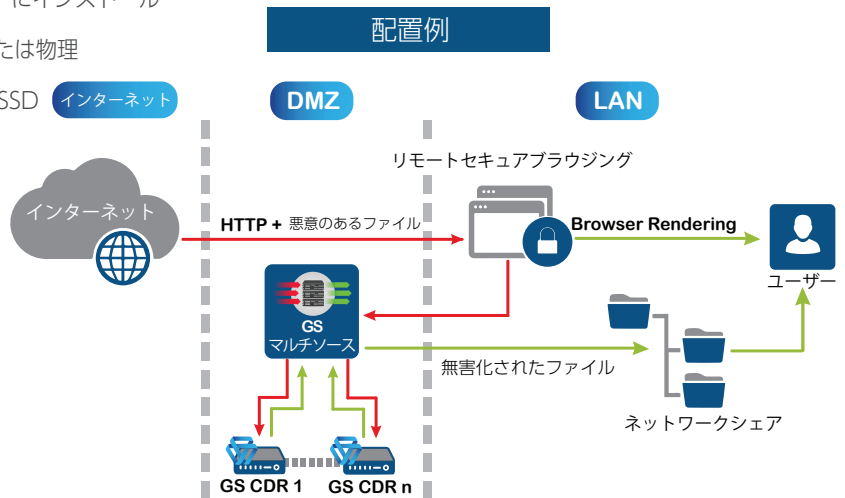 にインストール
たは物理
SSD
配置例
インターネット
DMZ
LAN
リモートセキュアブラウジング
インターネット
HTTP + 悪意のあるファイル
Browser Rendering
ユーザー
GS
マルチソース
無害化されたファイル
ネットワークシェア
GS CDR 1
GS CDR n